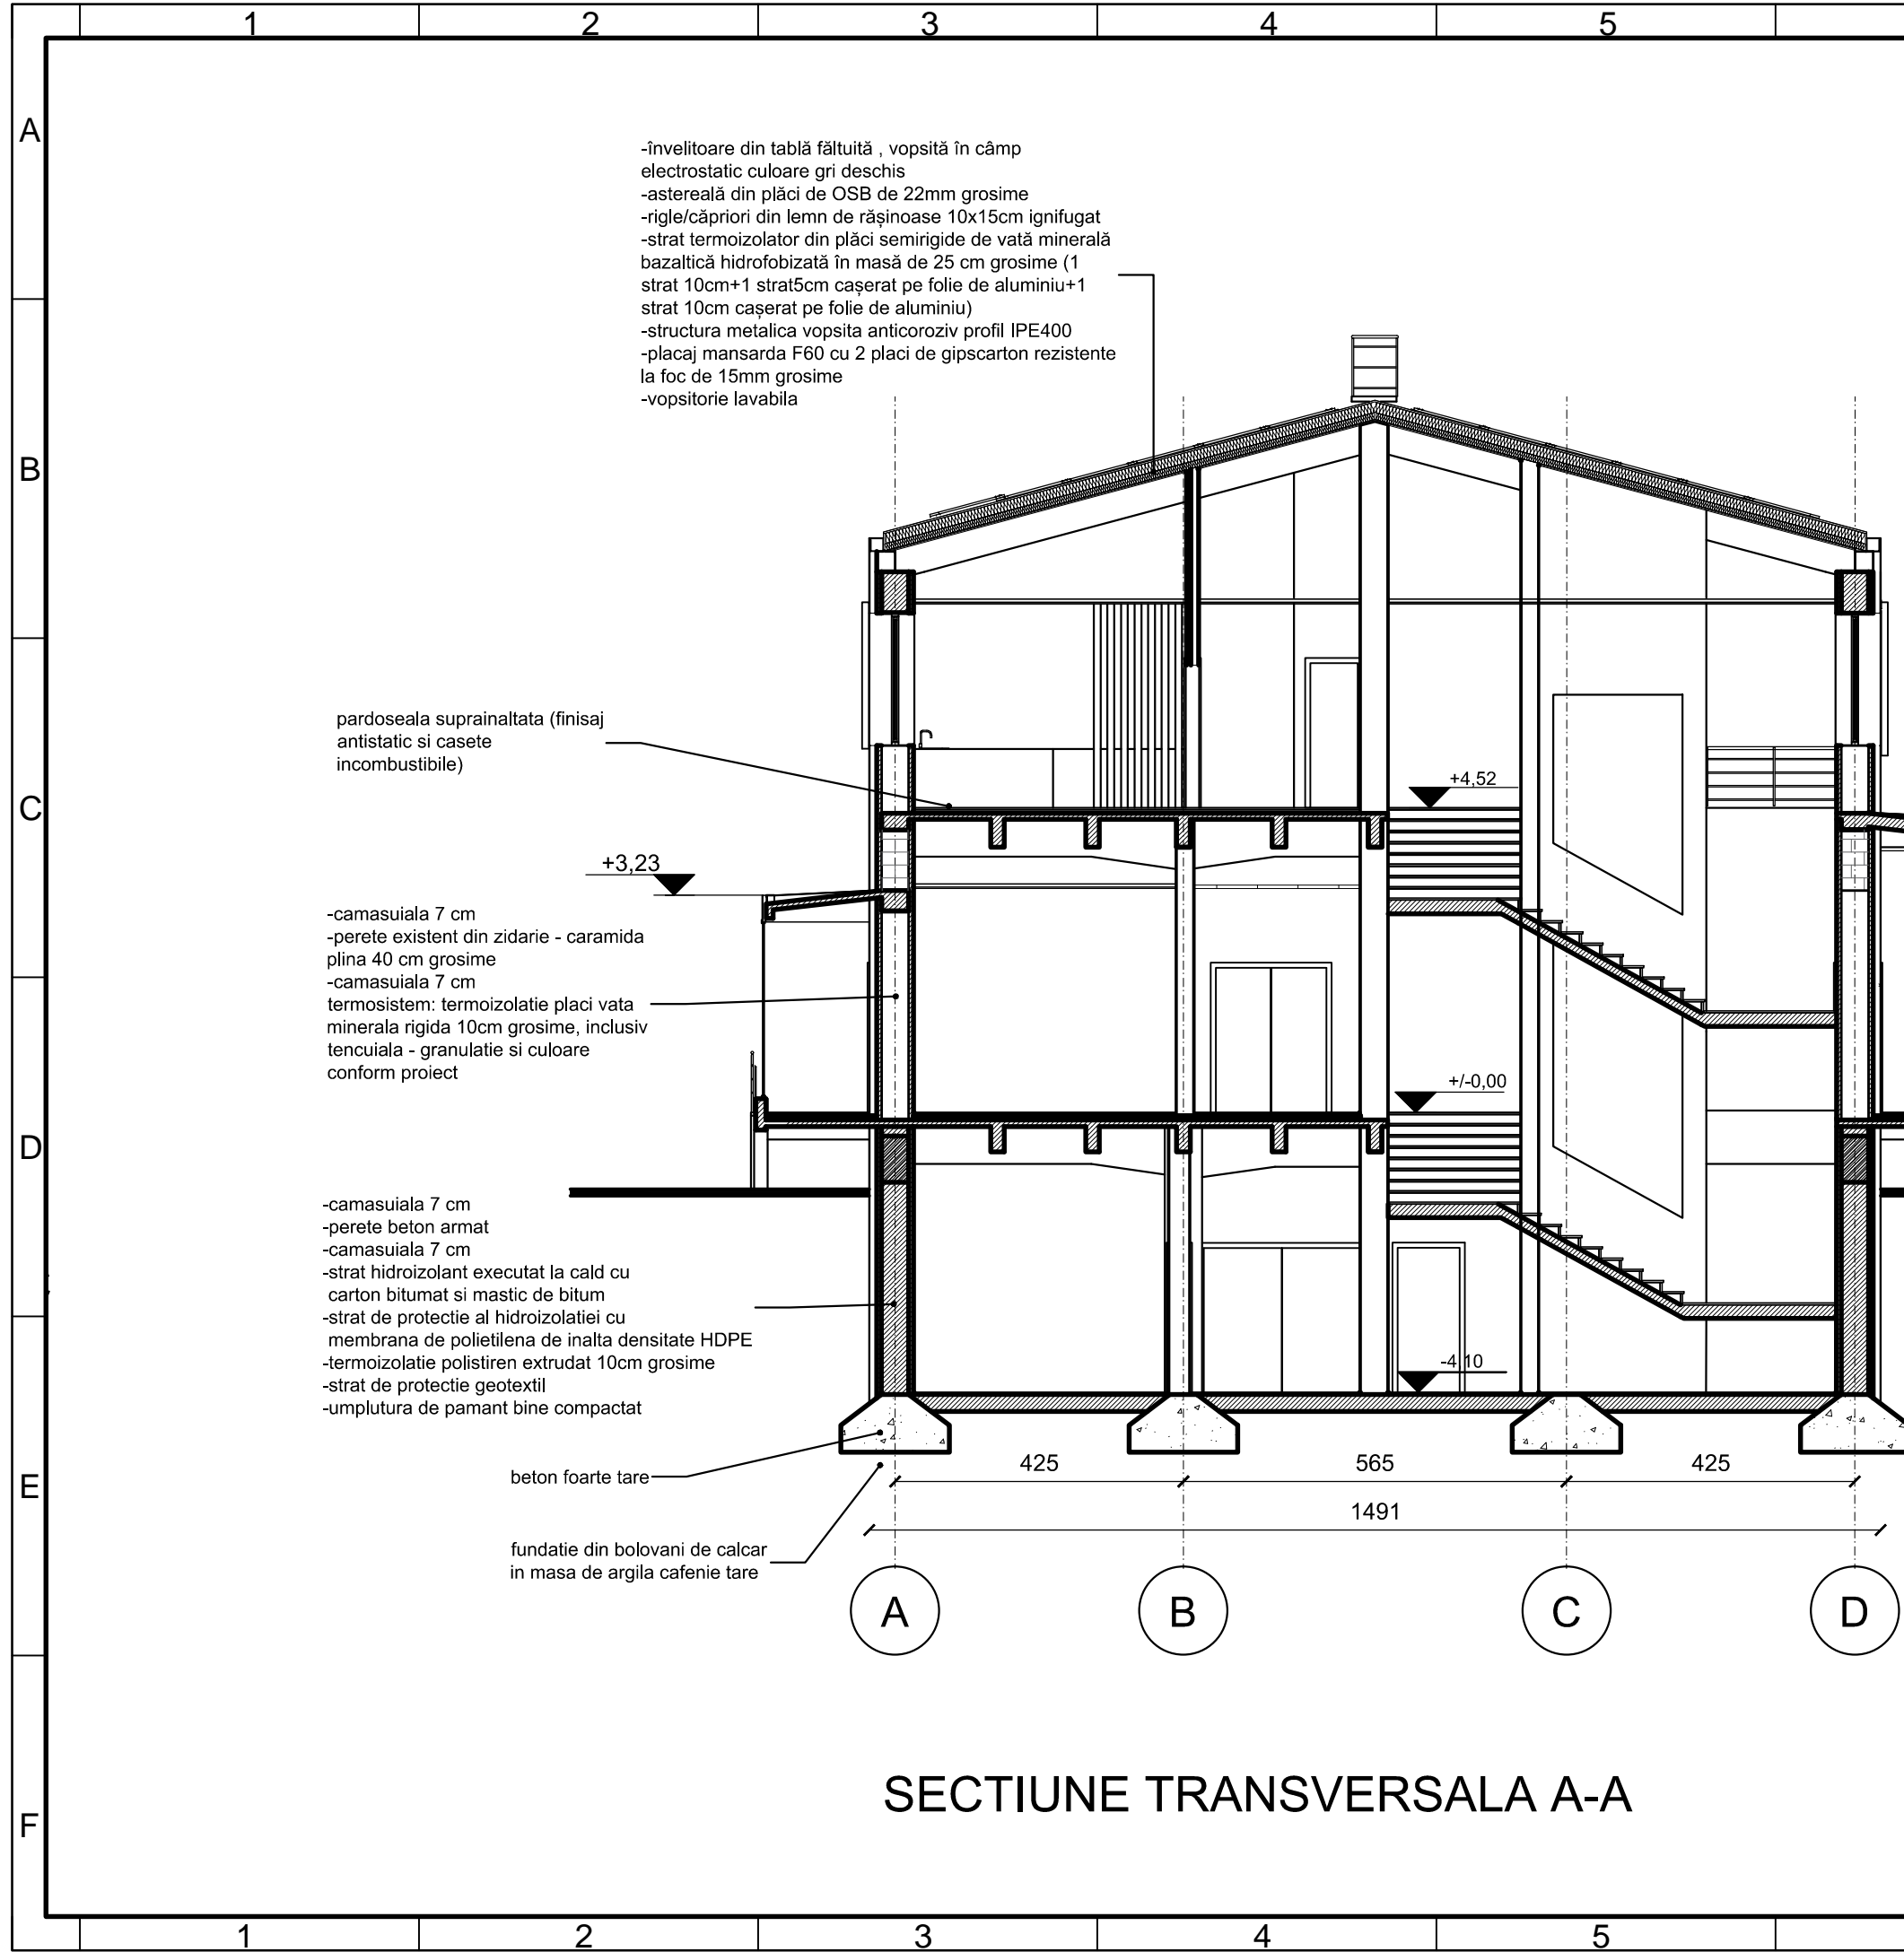 1 2 3 4 5
A
-învelitoare din tablă fălțuită , vopsită în câmp
electrostatic culoare gri deschis
-astereală din plăci de OSB de 22mm grosime
-rigle/căpriori din lemn de rășinoase 10x15cm ignifugat
-strat termoizolator din plăci semirigide de vată minerală
bazaltică hidrofobizată în masă de 25 cm grosime (1
strat 10cm+1 strat5cm cașerat pe folie de aluminiu+1
strat 10cm cașerat pe folie de aluminiu)
-structura metalica vopsita anticoroziv profil IPE400
-placaj mansarda F60 cu 2 placi de gipscarton rezistente
la foc de 15mm grosime
-vopsitorie lavabila
B
pardoseala suprainaltata (finisaj
antistatic si casete
incombustibile)
+4,52
C
+3,23
-camasuiala 7 cm
-perete existent din zidarie - caramida
plina 40 cm grosime
-camasuiala 7 cm
termosistem: termoizolatie placi vata
minerala rigida 10cm grosime, inclusiv
tencuiala - granulatie si culoare
conform proiect
+/-0,00
D
-camasuiala 7 cm
-perete beton armat
-camasuiala 7 cm
-strat hidroizolant executat la cald cu
carton bitumat si mastic de bitum
-strat de protectie al hidroizolatiei cu
membrana de polietilena de inalta densitate HDPE
-termoizolatie polistiren extrudat 10cm grosime
-strat de protectie geotextil
-umplutura de pamant bine compactat
-4,10
425 565 425
beton foarte tare
E
1491
fundatie din bolovani de calcar
in masa de argila cafenie tare
A B C D
SECTIUNE TRANSVERSALA A-A
F
1 2 3 4 5